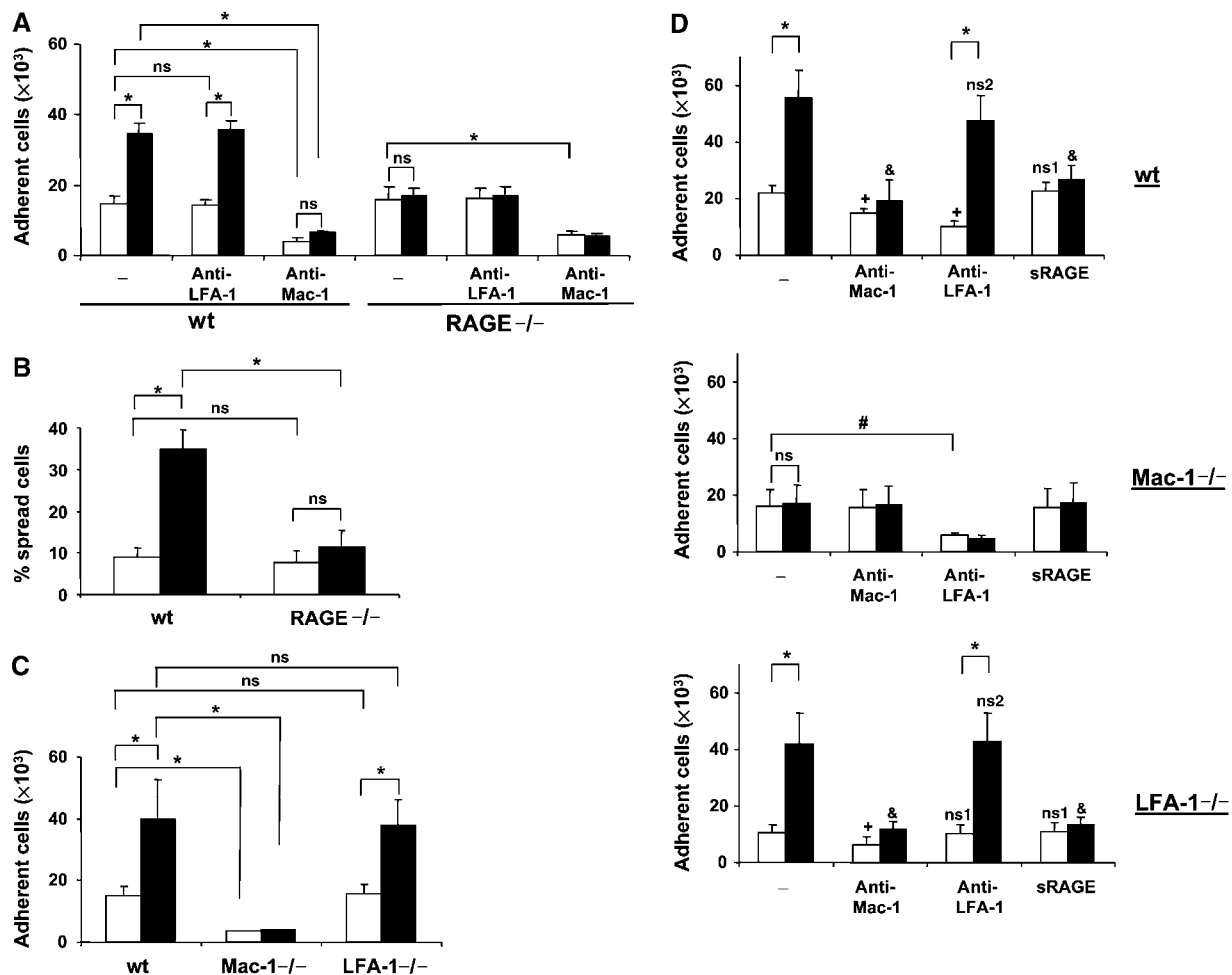 A
Adherent cells (×10³)
60
40
20
0
*
*
ns
*
*
ns
*
ns
– Anti-LFA-1 Anti-Mac-1 – Anti-LFA-1 Anti-Mac-1
wt RAGE –/–
B
% spread cells
40
30
20
10
0
*
*
ns
ns
wt RAGE –/–
C
Adherent cells (×10³)
60
40
20
0
ns
ns
*
*
*
*
wt Mac-1–/– LFA-1–/–
D
Adherent cells (×10³)
60
40
20
0
* *
+ & + ns2 ns1 &
– Anti-Mac-1 Anti-LFA-1 sRAGE
wt
Adherent cells (×10³)
60
40
20
0
#
ns
– Anti-Mac-1 Anti-LFA-1 sRAGE
Mac-1–/–
Adherent cells (×10³)
60
40
20
0
* *
+ & ns1 ns2 ns1 &
– Anti-Mac-1 Anti-LFA-1 sRAGE
LFA-1–/–